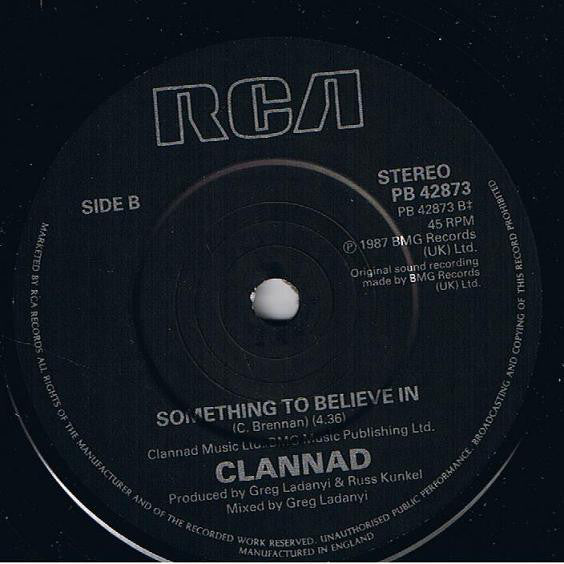 RCA
SIDE B
STEREO
PB 42873
PB 42873 B‡
45 RPM
℗ 1987 BMG Records
(UK) Ltd.
Original sound recording
made by BMG Records
(UK) Ltd.
SOMETHING TO BELIEVE IN
(C. Brennan) (4.36)
Clannad Music Ltd./BMG Music Publishing Ltd.
CLANNAD
Produced by Greg Ladanyi & Russ Kunkel
Mixed by Greg Ladanyi
MARKETED BY RCA RECORDS. ALL RIGHTS OF THE MANUFACTURER AND OF THE RECORDED WORK RESERVED. UNAUTHORISED PUBLIC PERFORMANCE, BROADCASTING AND COPYING OF THIS RECORD PROHIBITED
MANUFACTURED IN ENGLAND